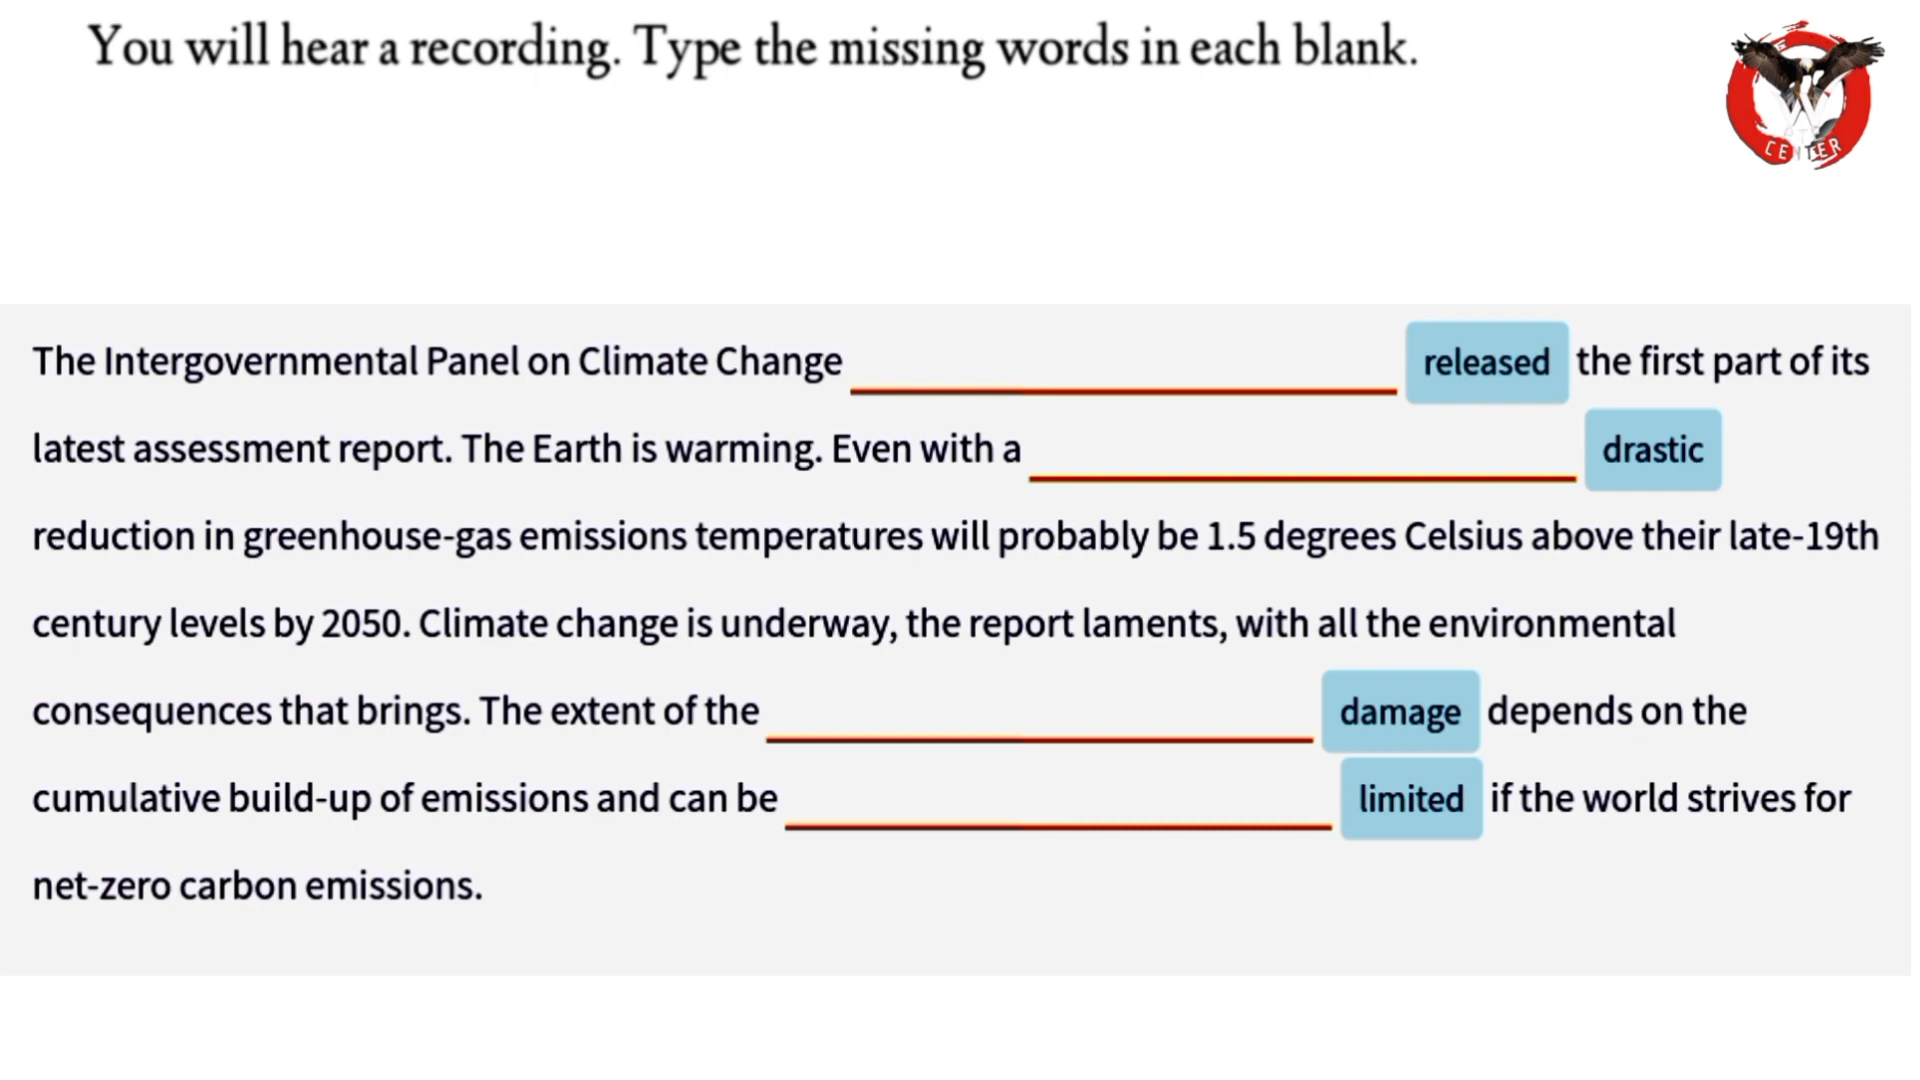 You will hear a recording. Type the missing words in each blank.
CENTER
The Intergovernmental Panel on Climate Change released the first part of its
latest assessment report. The Earth is warming. Even with a drastic
reduction in greenhouse-gas emissions temperatures will probably be 1.5 degrees Celsius above their late-19th
century levels by 2050. Climate change is underway, the report laments, with all the environmental
consequences that brings. The extent of the damage depends on the
cumulative build-up of emissions and can be limited if the world strives for
net-zero carbon emissions.